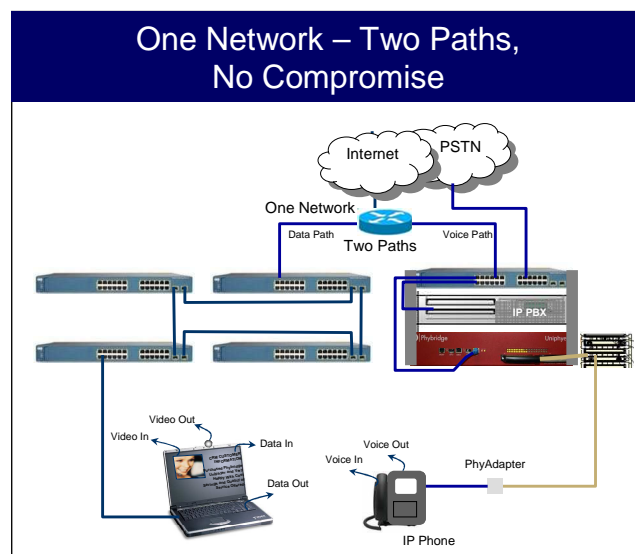 One Network – Two Paths,
No Compromise
Internet
PSTN
One Network
Data Path
Voice Path
Two Paths
IP PBX
Phybridge
Uniphye
Video Out
Video In
Data In
Data Out
Voice Out
Voice In
PhyAdapter
IP Phone